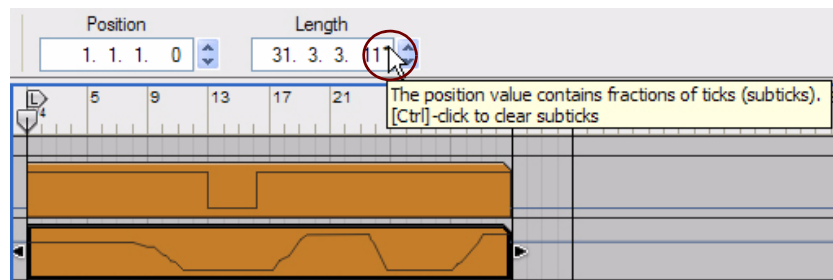 Position Length
1. 1. 1. 0 31. 3. 3. 11*
The position value contains fractions of ticks (subticks).
[Ctrl]-click to clear subticks
L 5 9 13 17 21
4